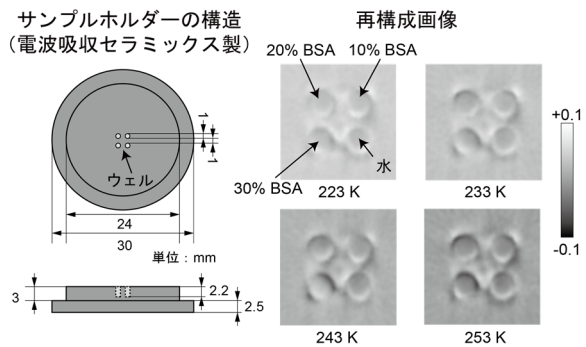 サンプルホルダーの構造
（電波吸収セラミックス製）
1
1
ウェル
24
30
単位：mm
3
2.2
2.5
再構成画像
20% BSA
10% BSA
30% BSA
水
223 K
233 K
243 K
253 K
+0.1
-0.1